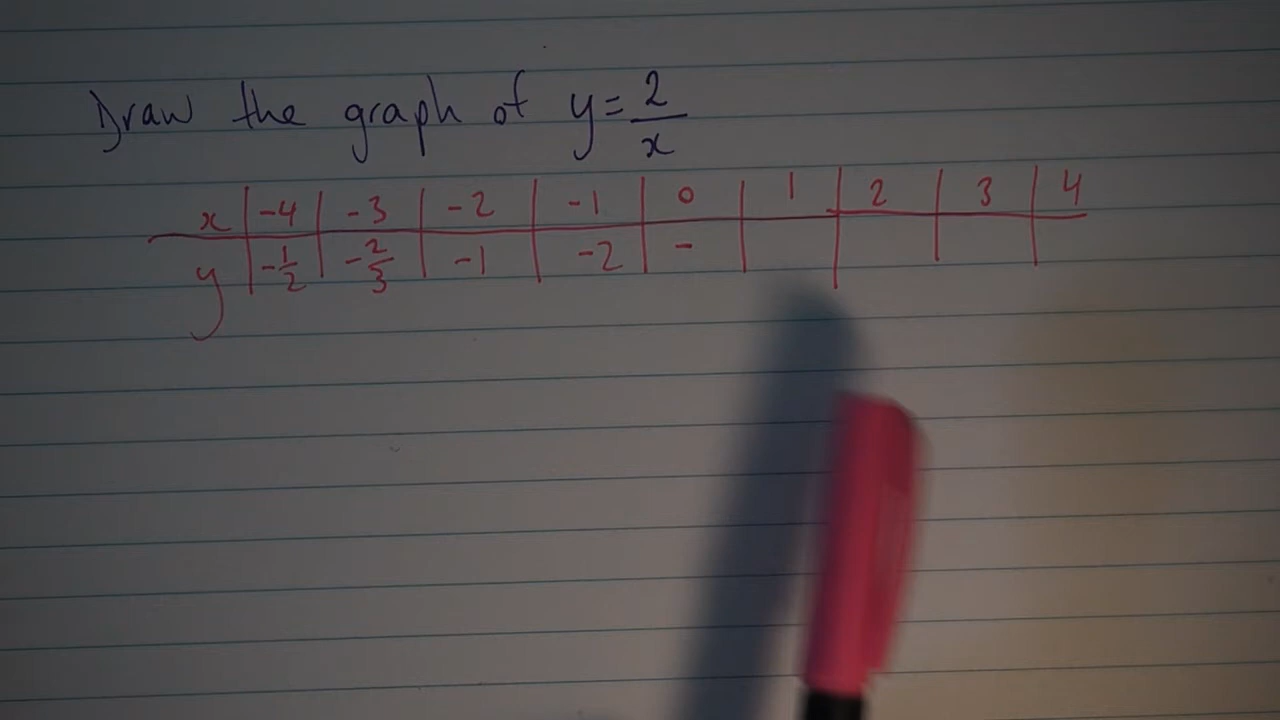 Draw the graph of y = 2/x
x | -4 | -3 | -2 | -1 | 0 | 1 | 2 | 3 | 4
y | -1/2 | -2/3 | -1 | -2 | - | | | |